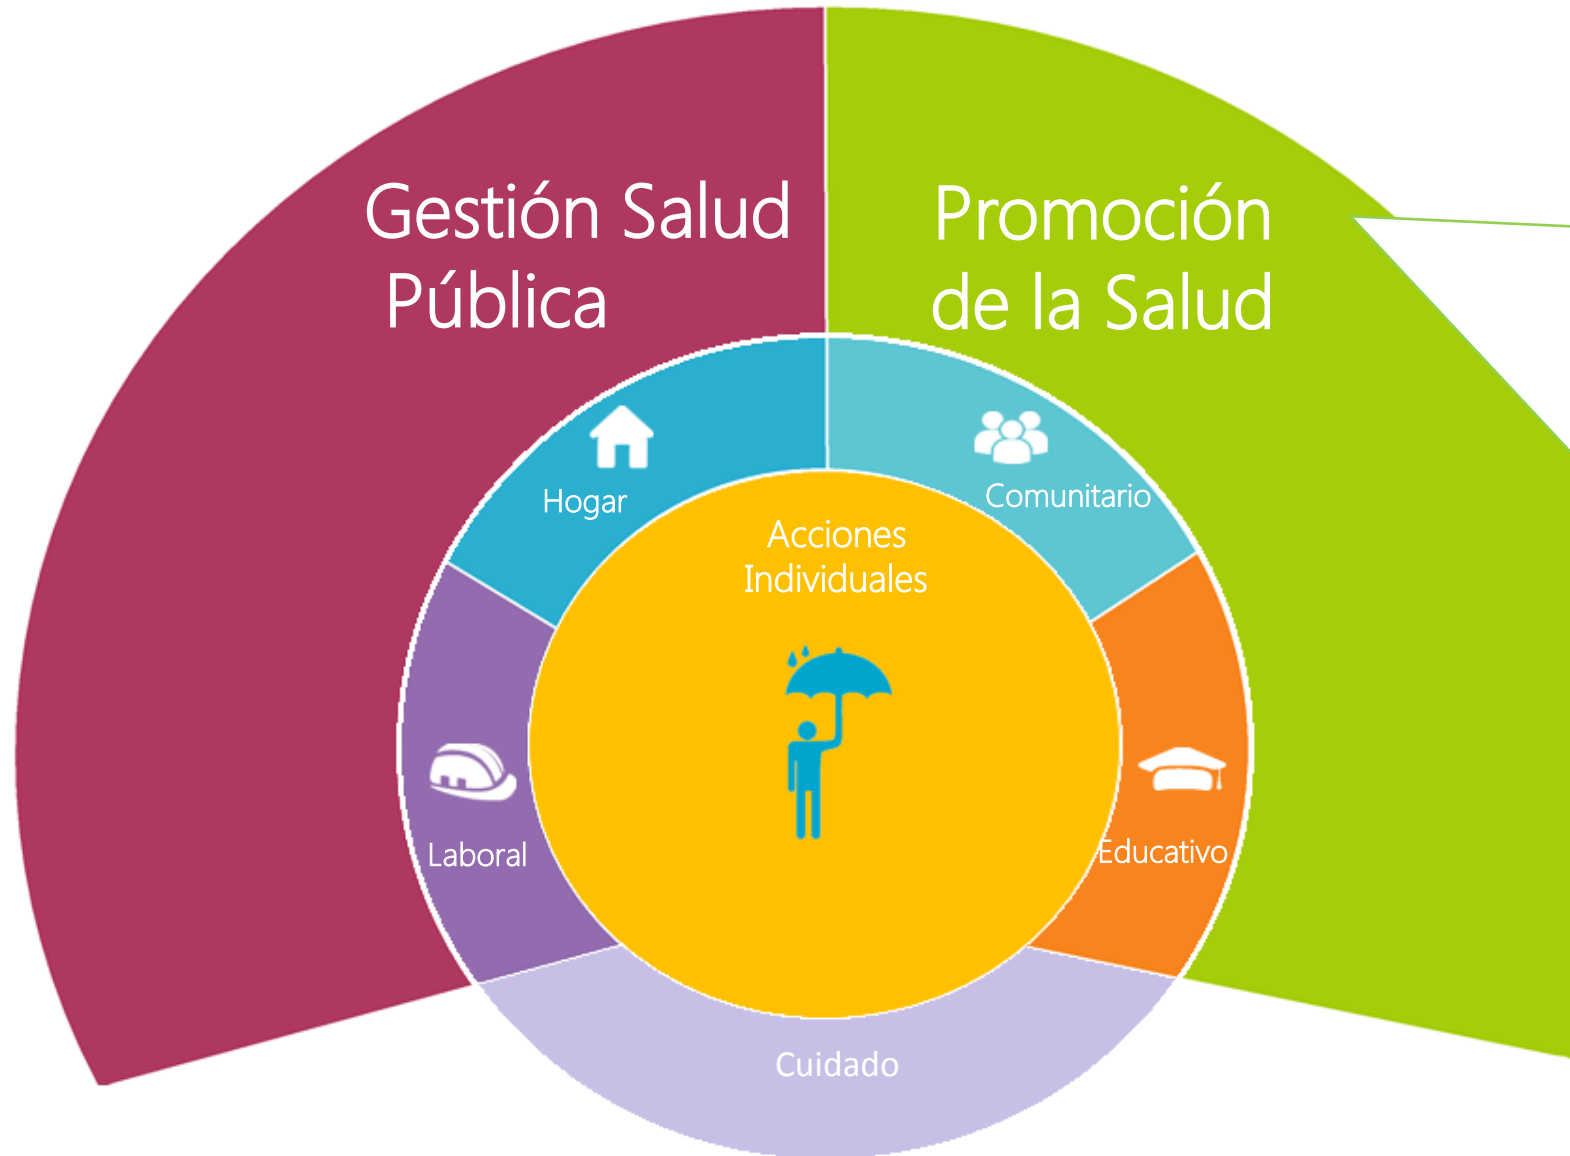 Gestión Salud
Pública
Promoción
de la Salud
Hogar
Comunitario
Acciones
Individuales
Laboral
Educativo
Cuidado